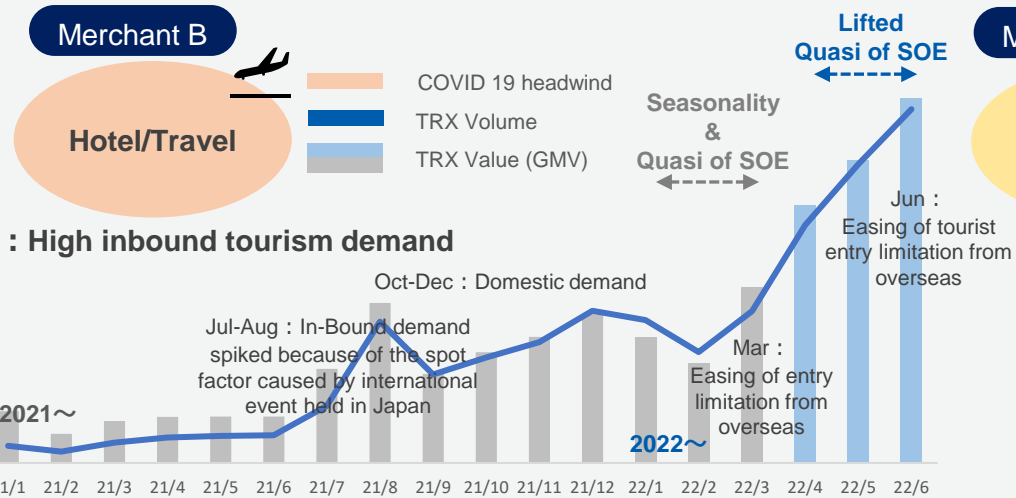 Merchant B
Hotel/Travel
COVID 19 headwind
TRX Volume
TRX Value (GMV)
Seasonality
&
Quasi of SOE
Lifted
Quasi of SOE
M
: High inbound tourism demand
Oct-Dec : Domestic demand
Jul-Aug : In-Bound demand
spiked because of the spot
factor caused by international
event held in Japan
Jun :
Easing of tourist
entry limitation from
overseas
Mar :
Easing of entry
limitation from
overseas
2021~
2022~
1/1 21/2 21/3 21/4 21/5 21/6 21/7 21/8 21/9 21/10 21/11 21/12 22/1 22/2 22/3 22/4 22/5 22/6